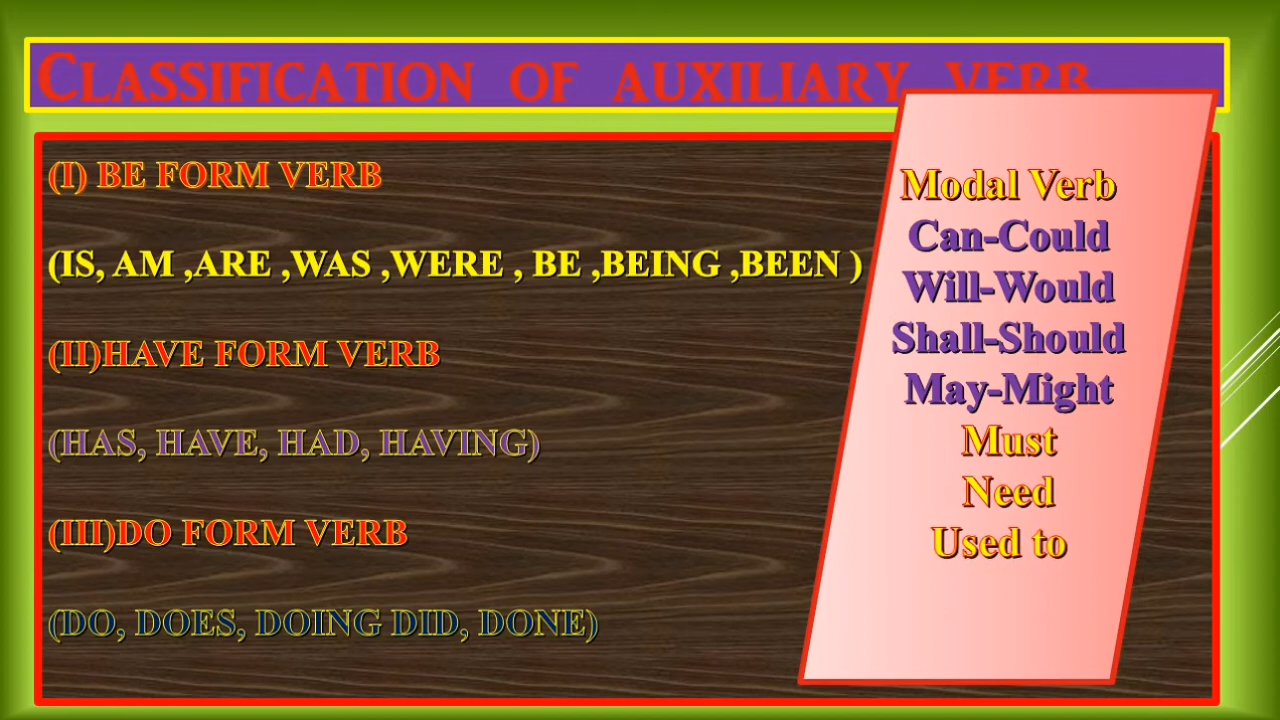 CLASSIFICATION OF AUXILIARY VERB
(I) BE FORM VERB
(IS, AM ,ARE ,WAS ,WERE , BE ,BEING ,BEEN )
(II)HAVE FORM VERB
(HAS, HAVE, HAD, HAVING)
(III)DO FORM VERB
(DO, DOES, DOING DID, DONE)
Modal Verb
Can-Could
Will-Would
Shall-Should
May-Might
Must
Need
Used to